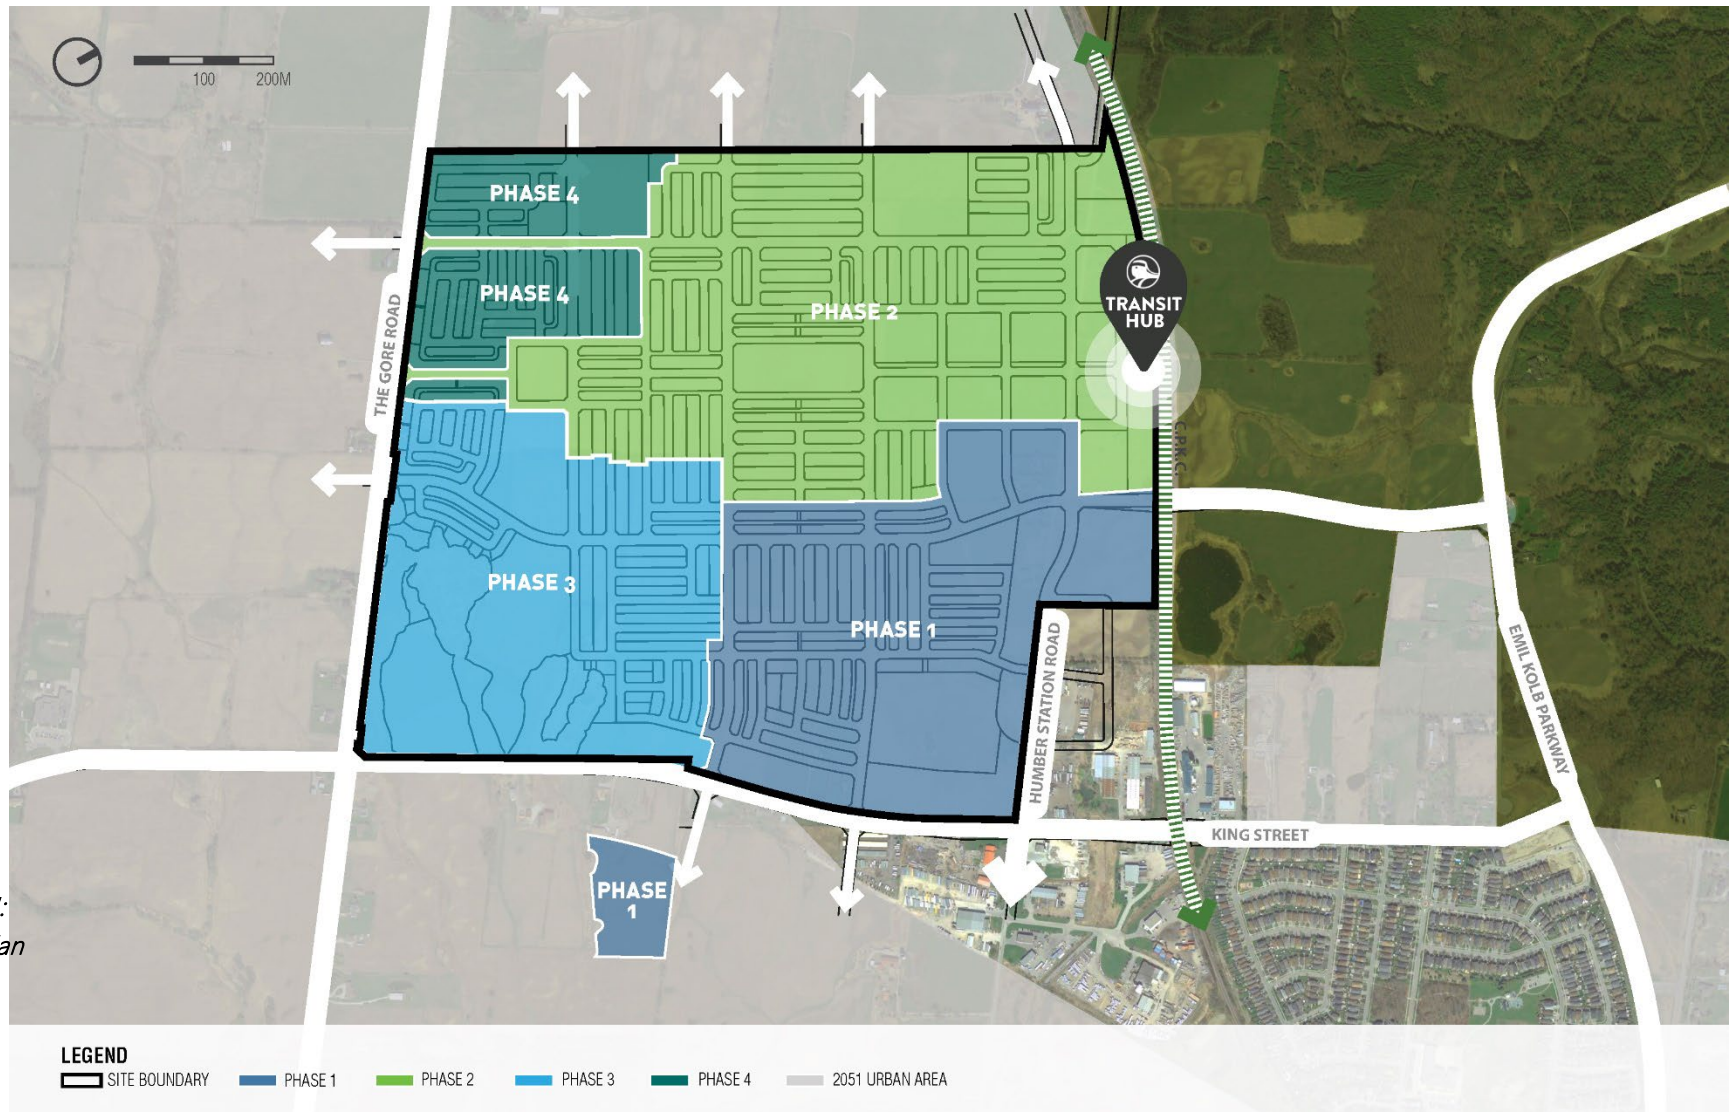 100 200M
PHASE 4
PHASE 4
PHASE 2
TRANSIT
HUB
THE GORE ROAD
C.P.K.C.
PHASE 3
PHASE 1
HUMBER STATION ROAD
EMIL KOLB PARKWAY
KING STREET
PHASE
1
an
LEGEND
SITE BOUNDARY PHASE 1 PHASE 2 PHASE 3 PHASE 4 2051 URBAN AREA